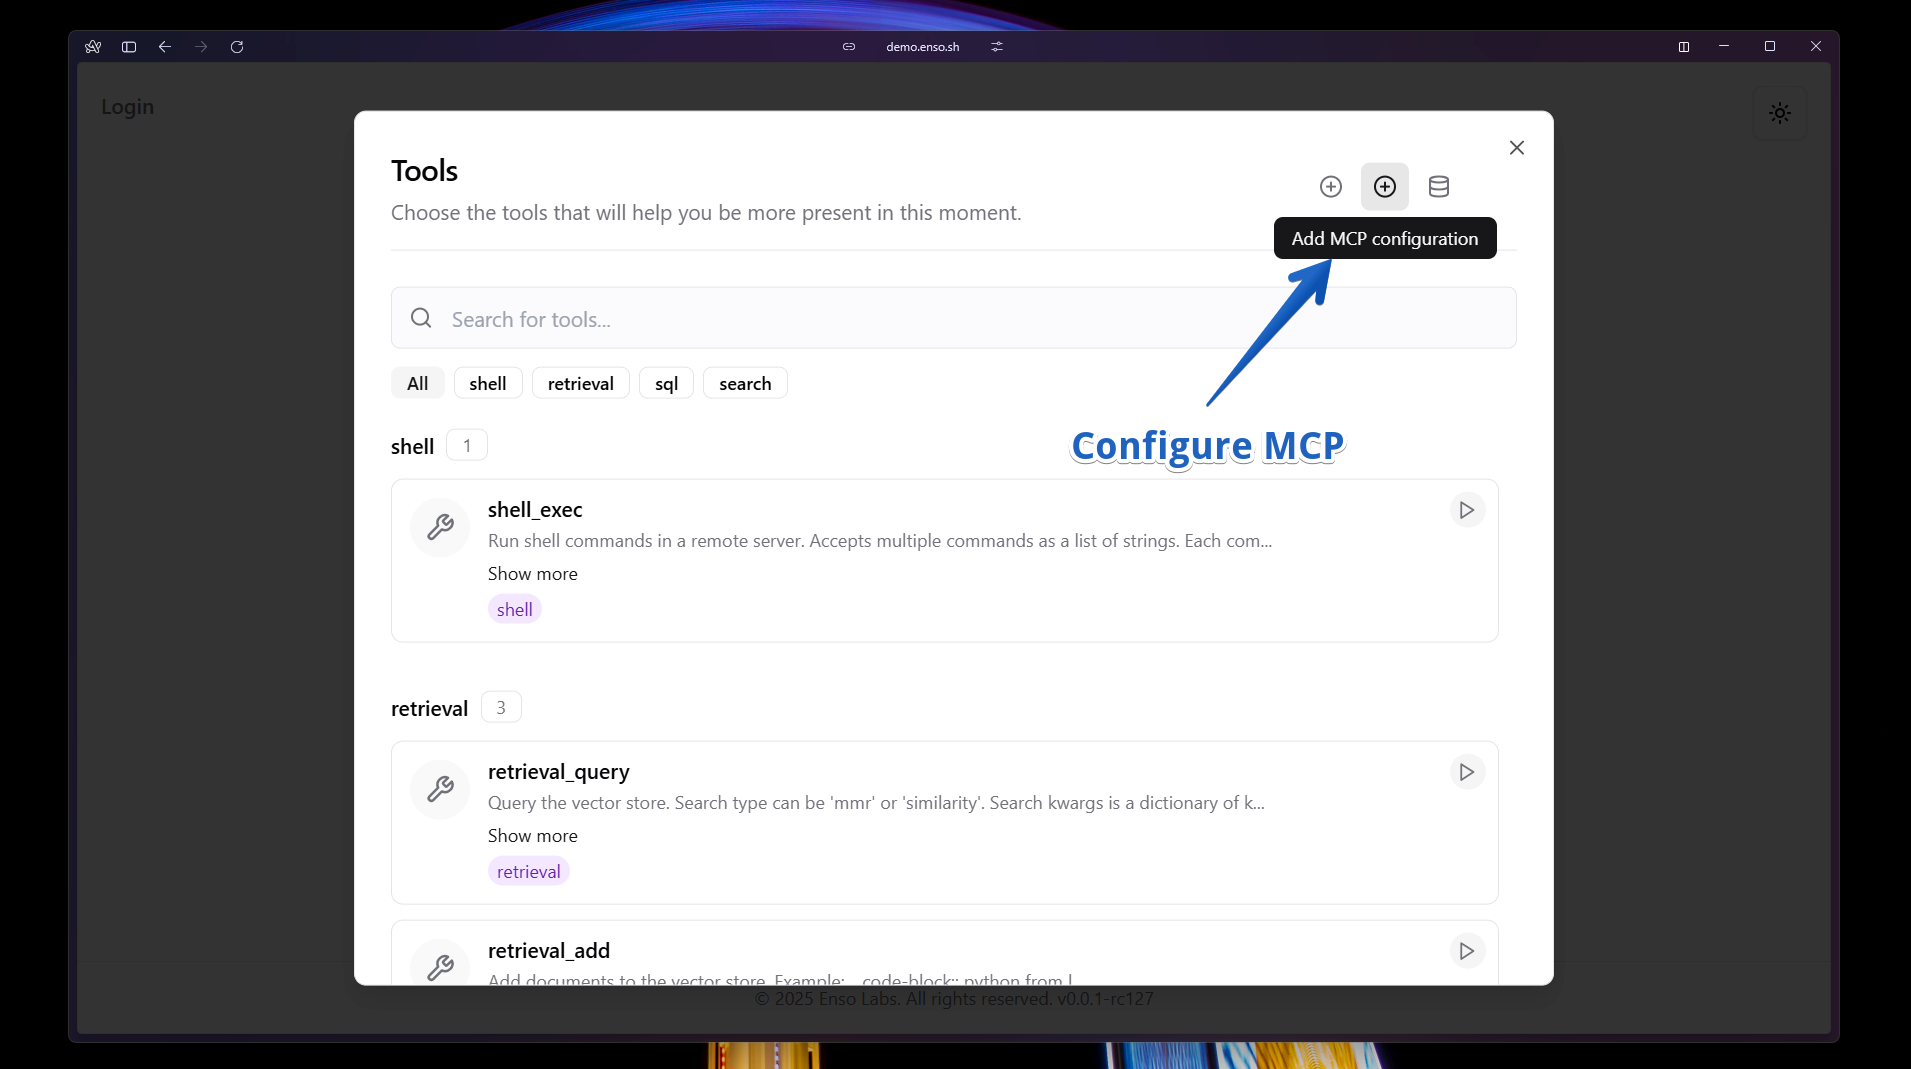 demo.enso.sh
Login
Tools
Choose the tools that will help you be more present in this moment.
Add MCP configuration
Search for tools...
All
shell
retrieval
sql
search
Configure MCP
shell 1
shell_exec
Run shell commands in a remote server. Accepts multiple commands as a list of strings. Each com...
Show more
shell
retrieval 3
retrieval_query
Query the vector store. Search type can be 'mmr' or 'similarity'. Search kwargs is a dictionary of k...
Show more
retrieval
retrieval_add
Add documents to the vector store. Example: code-block:: python from
© 2025 Enso Labs. All rights reserved. v0.0.1-rc127